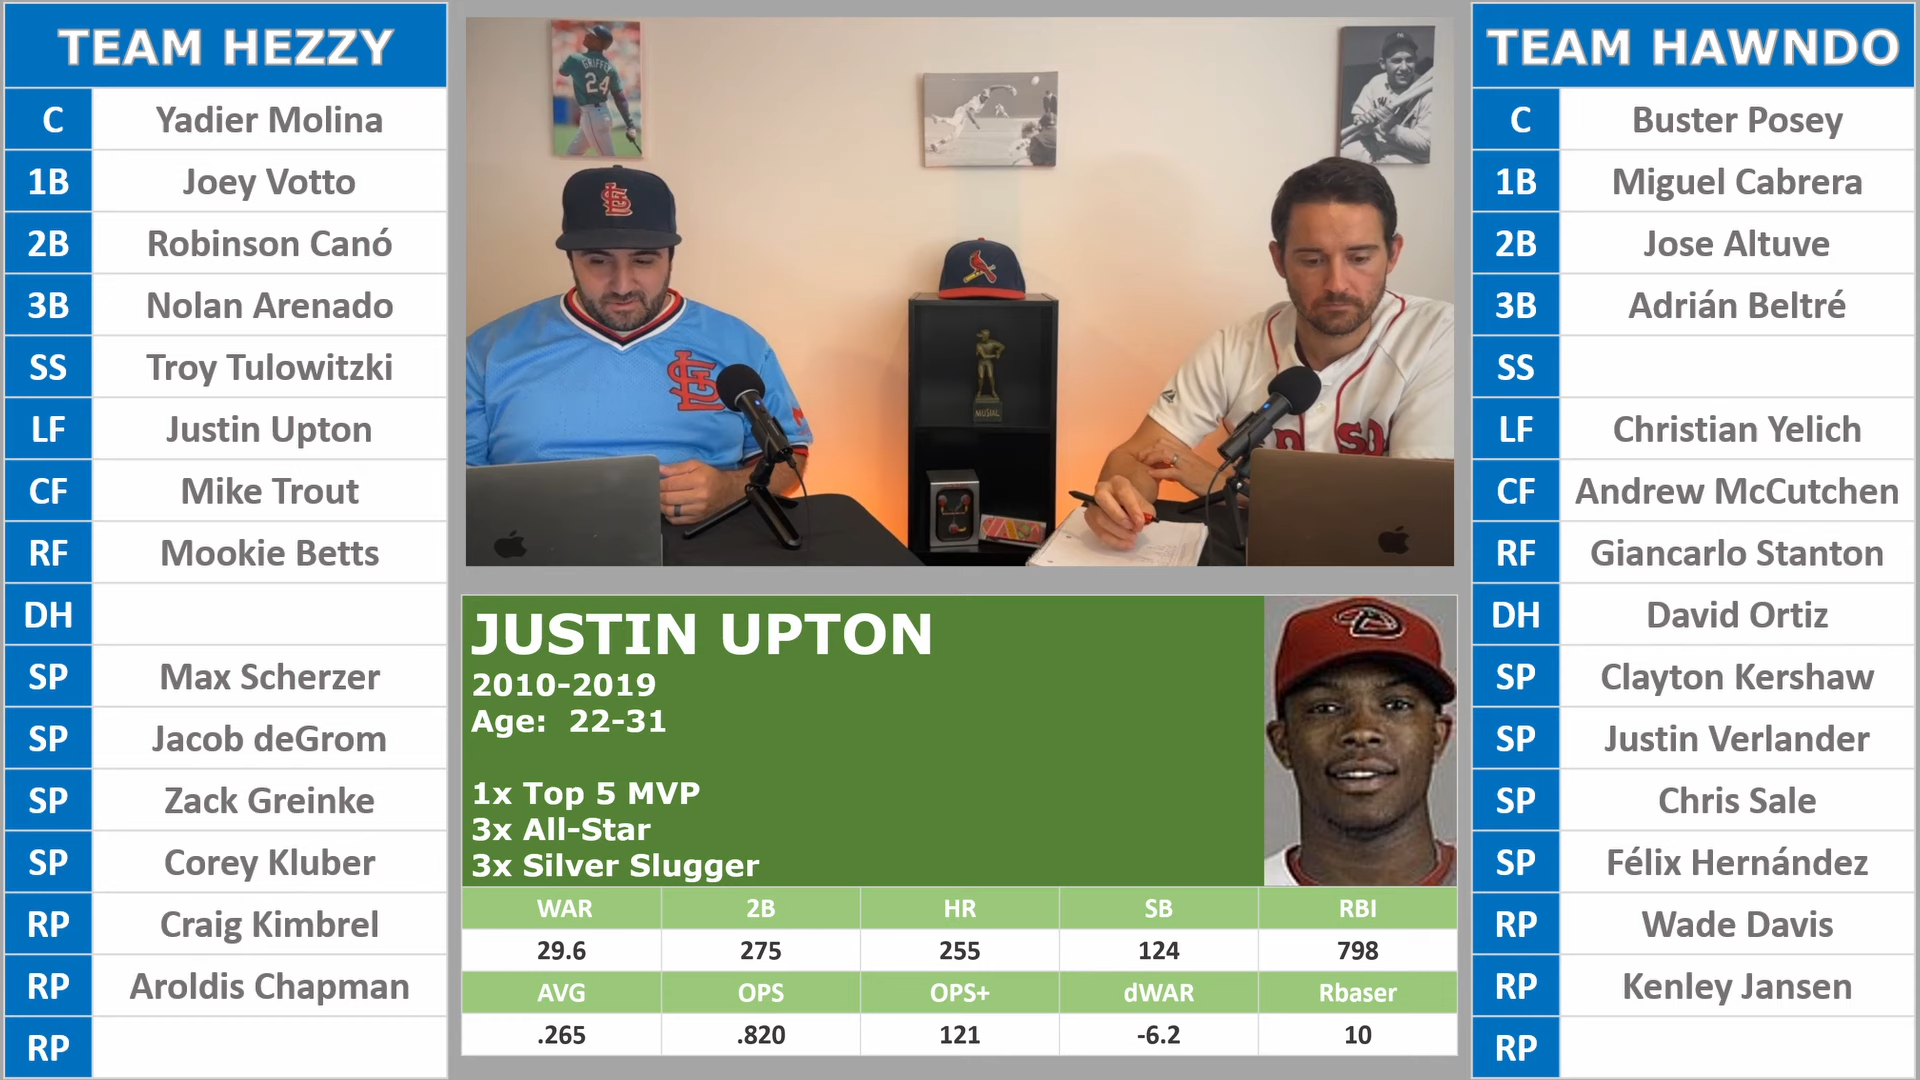 TEAM HEZZY
C Yadier Molina
1B Joey Votto
2B Robinson Canó
3B Nolan Arenado
SS Troy Tulowitzki
LF Justin Upton
CF Mike Trout
RF Mookie Betts
DH
SP Max Scherzer
SP Jacob deGrom
SP Zack Greinke
SP Corey Kluber
RP Craig Kimbrel
RP Aroldis Chapman
RP
GRIFFEY
24
STL
STL
MUSIAL
JUSTIN UPTON
2010-2019
Age: 22-31
1x Top 5 MVP
3x All-Star
3x Silver Slugger
WAR 2B HR SB RBI
29.6 275 255 124 798
AVG OPS OPS+ dWAR Rbaser
.265 .820 121 -6.2 10
TEAM HAWNDO
C Buster Posey
1B Miguel Cabrera
2B Jose Altuve
3B Adrián Beltré
SS
LF Christian Yelich
CF Andrew McCutchen
RF Giancarlo Stanton
DH David Ortiz
SP Clayton Kershaw
SP Justin Verlander
SP Chris Sale
SP Félix Hernández
RP Wade Davis
RP Kenley Jansen
RP